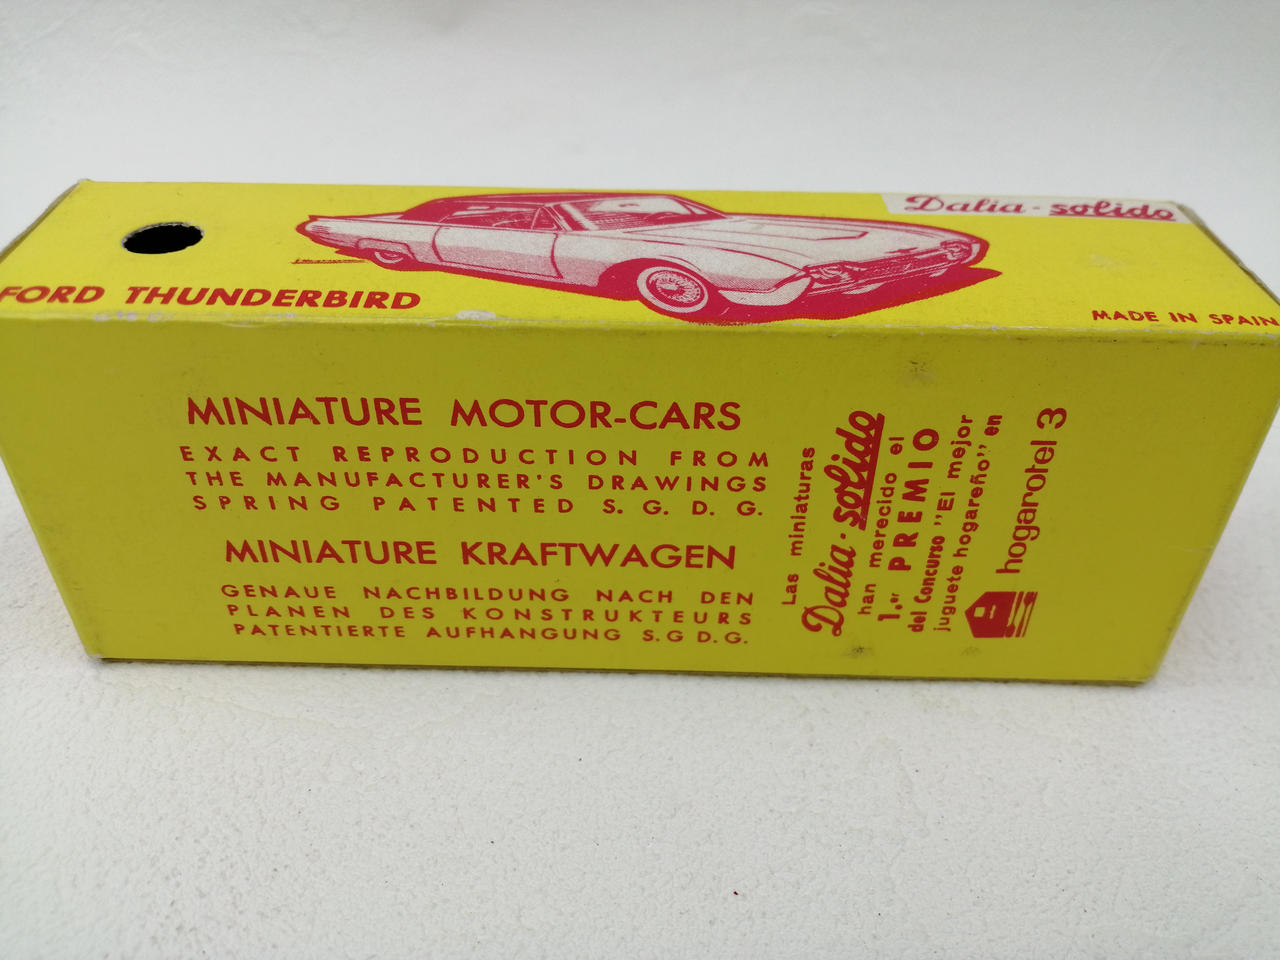 Dalia - solido
FORD THUNDERBIRD
MADE IN SPAIN
MINIATURE MOTOR-CARS
EXACT REPRODUCTION FROM
THE MANUFACTURER'S DRAWINGS
SPRING PATENTED S. G. D. G.
MINIATURE KRAFTWAGEN
GENAUE NACHBILDUNG NACH DEN
PLANEN DES KONSTRUKTEURS
PATENTIERTE AUFHANGUNG S.G D.G.
Las miniaturas
Dalia - solido
han merecido el
1.er PREMIO
del Concurso "El mejor
juguete hogareño" en
hogarotel 3